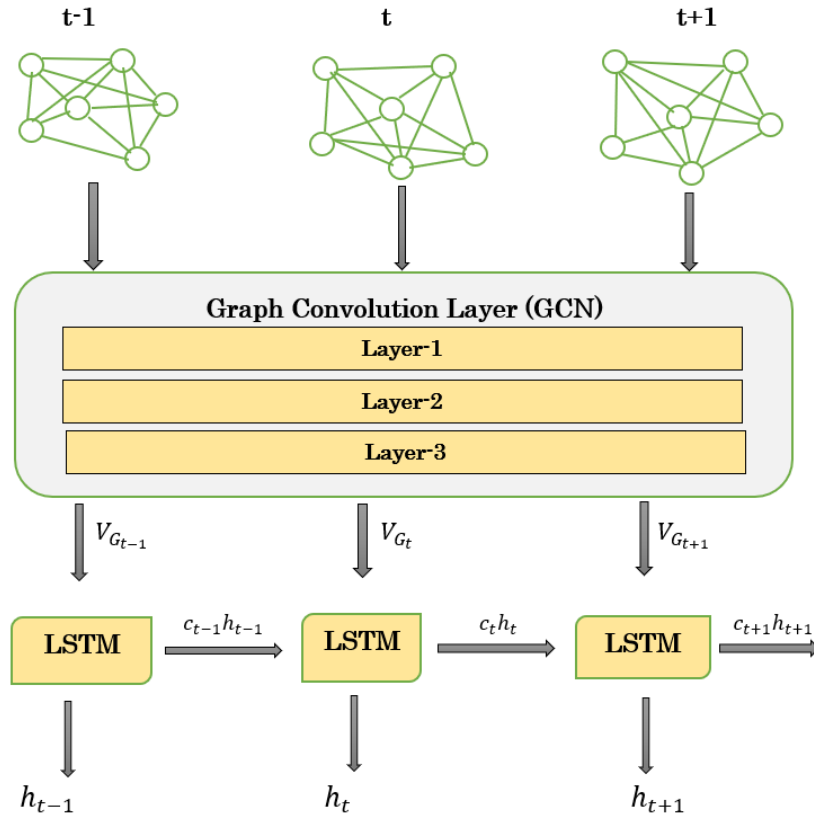 t-1 t t+1
Graph Convolution Layer (GCN)
Layer-1
Layer-2
Layer-3
V_{G_{t-1}} V_{G_t} V_{G_{t+1}}
c_{t-1}h_{t-1} c_t h_t c_{t+1}h_{t+1}
LSTM LSTM LSTM
h_{t-1} h_t h_{t+1}